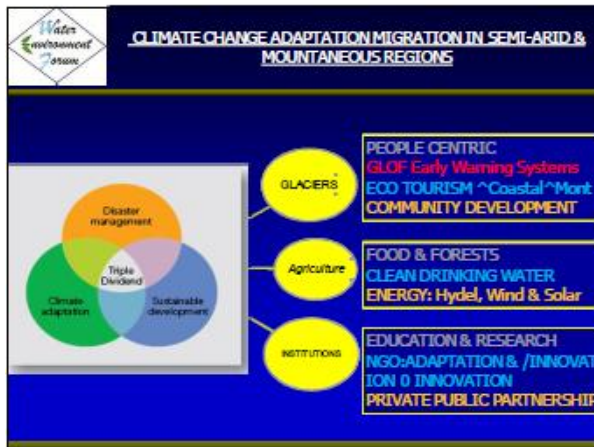 Water
Environment
Forum
CLIMATE CHANGE ADAPTATION MIGRATION IN SEMI-ARID &
MOUNTANEOUS REGIONS
Disaster
management
Triple
Dividend
Climate
adaptation
Sustainable
development
GLACIERS
Agriculture
INSTITUTIONS
PEOPLE CENTRIC
GLOF Early Warning Systems
ECO TOURISM ^Coastal^Mont
COMMUNITY DEVELOPMENT
FOOD & FORESTS
CLEAN DRINKING WATER
ENERGY: Hydel, Wind & Solar
EDUCATION & RESEARCH
NGO:ADAPTATION & /INNOVAT
ION 0 INNOVATION
PRIVATE PUBLIC PARTNERSHIP